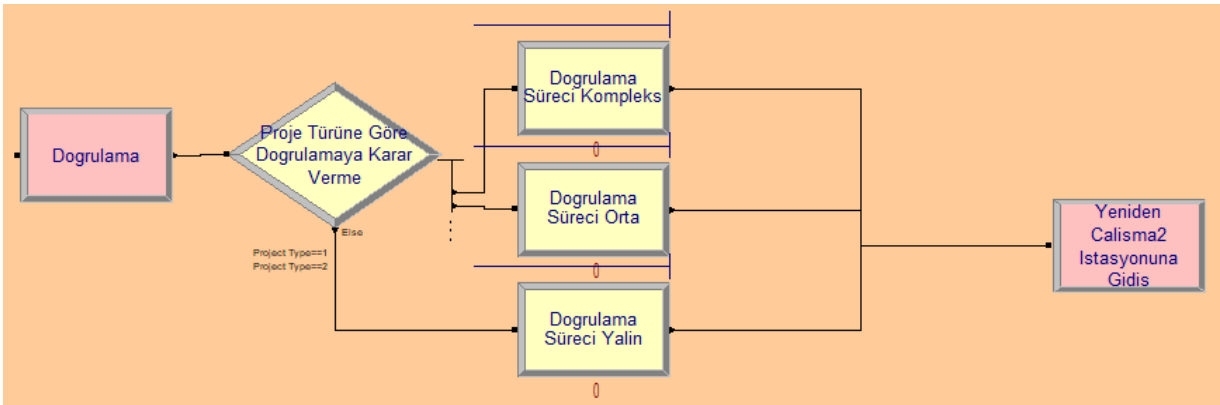 Dogrulama
Proje Türüne Göre
Dogrulamaya Karar
Verme
Else
Project Type==1
Project Type==2
Dogrulama
Süreci Kompleks
0
Dogrulama
Süreci Orta
0
Dogrulama
Süreci Yalin
0
Yeniden
Calisma2
Istasyonuna
Gidis